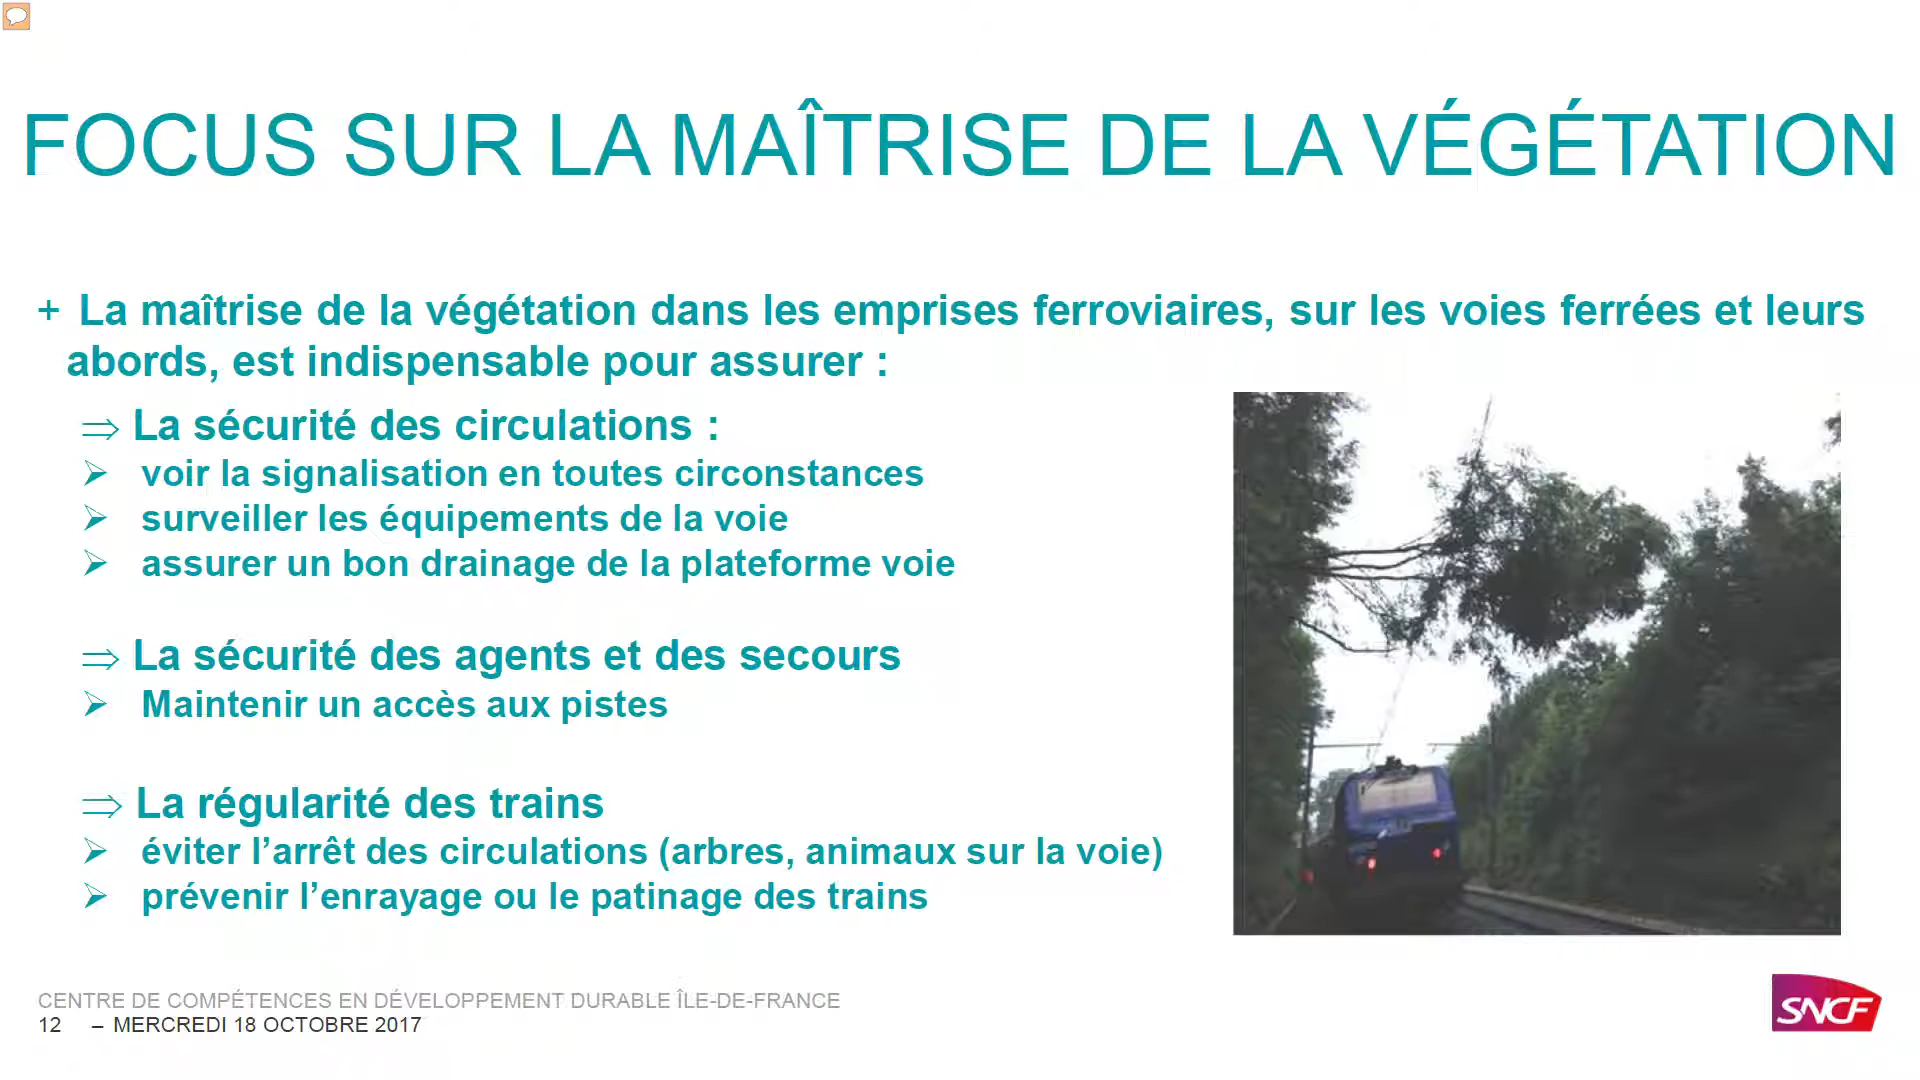 FOCUS SUR LA MAÎTRISE DE LA VÉGÉTATION
+ La maîtrise de la végétation dans les emprises ferroviaires, sur les voies ferrées et leurs
abords, est indispensable pour assurer :
⇒ La sécurité des circulations :
➢ voir la signalisation en toutes circonstances
➢ surveiller les équipements de la voie
➢ assurer un bon drainage de la plateforme voie
⇒ La sécurité des agents et des secours
➢ Maintenir un accès aux pistes
⇒ La régularité des trains
➢ éviter l’arrêt des circulations (arbres, animaux sur la voie)
➢ prévenir l’enrayage ou le patinage des trains
CENTRE DE COMPÉTENCES EN DÉVELOPPEMENT DURABLE ÎLE-DE-FRANCE
12 – MERCREDI 18 OCTOBRE 2017
SNCF